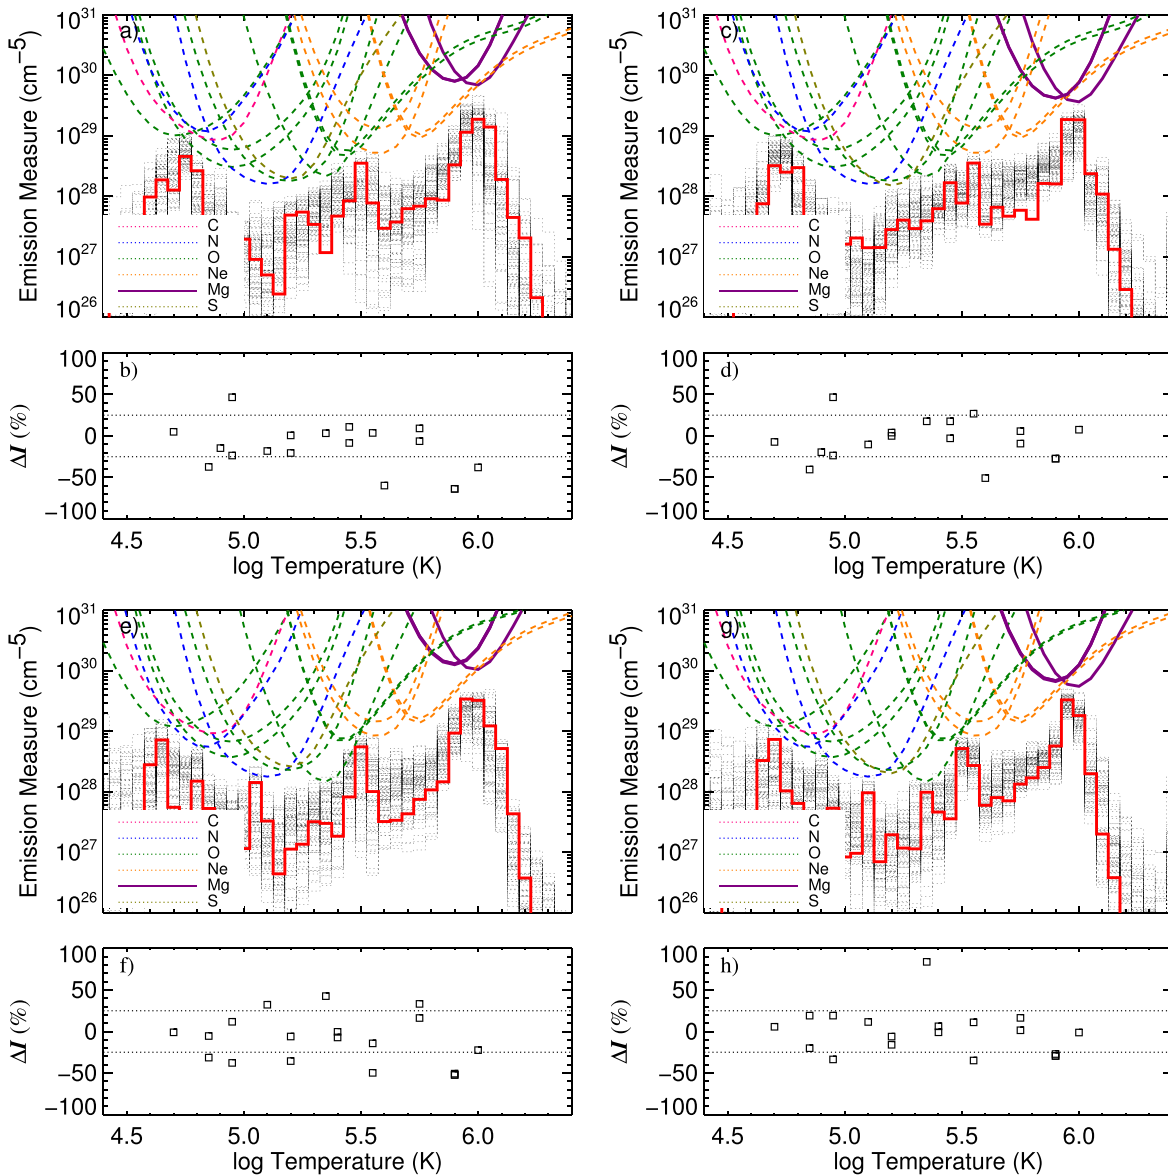 a)
10^31
10^30
10^29
10^28
10^27
10^26
Emission Measure (cm^−5)
C
N
O
Ne
Mg
S
c)
10^31
10^30
10^29
10^28
10^27
10^26
Emission Measure (cm^−5)
C
N
O
Ne
Mg
S
b)
100
50
0
−50
−100
ΔI (%)
4.5 5.0 5.5 6.0
log Temperature (K)
d)
100
50
0
−50
−100
ΔI (%)
4.5 5.0 5.5 6.0
log Temperature (K)
e)
10^31
10^30
10^29
10^28
10^27
10^26
Emission Measure (cm^−5)
C
N
O
Ne
Mg
S
g)
10^31
10^30
10^29
10^28
10^27
10^26
Emission Measure (cm^−5)
C
N
O
Ne
Mg
S
f)
100
50
0
−50
−100
ΔI (%)
4.5 5.0 5.5 6.0
log Temperature (K)
h)
100
50
0
−50
−100
ΔI (%)
4.5 5.0 5.5 6.0
log Temperature (K)